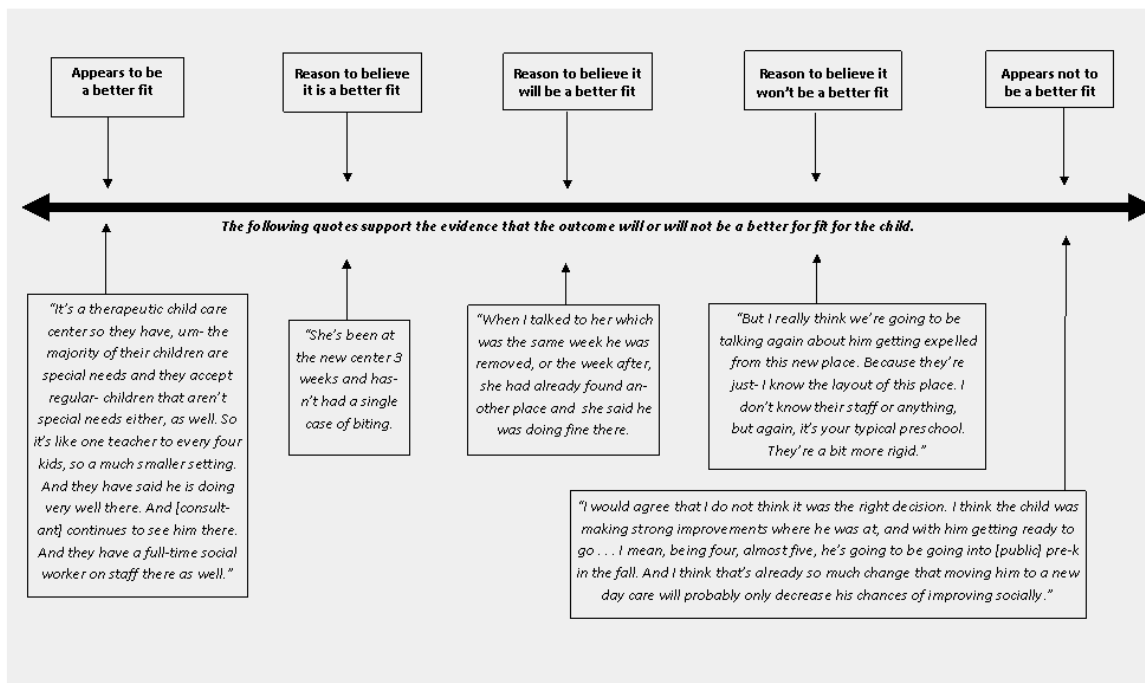 Appears to be
a better fit
Reason to believe
it is a better fit
Reason to believe it
will be a better fit
Reason to believe it
won't be a better fit
Appears not to
be a better fit
The following quotes support the evidence that the outcome will or will not be a better for fit for the child.
“It’s a therapeutic child care
center so they have, um- the
majority of their children are
special needs and they accept
regular- children that aren’t
special needs either, as well. So
it’s like one teacher to every four
kids, so a much smaller setting.
And they have said he is doing
very well there. And [consult-
ant] continues to see him there.
And they have a full-time social
worker on staff there as well.”
“She’s been at
the new center 3
weeks and has-
n’t had a single
case of biting.
“When I talked to her which
was the same week he was
removed, or the week after,
she had already found an-
other place and she said he
was doing fine there.
“But I really think we’re going to be
talking again about him getting expelled
from this new place. Because they’re
just- I know the layout of this place. I
don’t know their staff or anything,
but again, it’s your typical preschool.
They’re a bit more rigid.”
“I would agree that I do not think it was the right decision. I think the child was
making strong improvements where he was at, and with him getting ready to
go . . . I mean, being four, almost five, he’s going to be going into [public] pre-k
in the fall. And I think that’s already so much change that moving him to a new
day care will probably only decrease his chances of improving socially.”